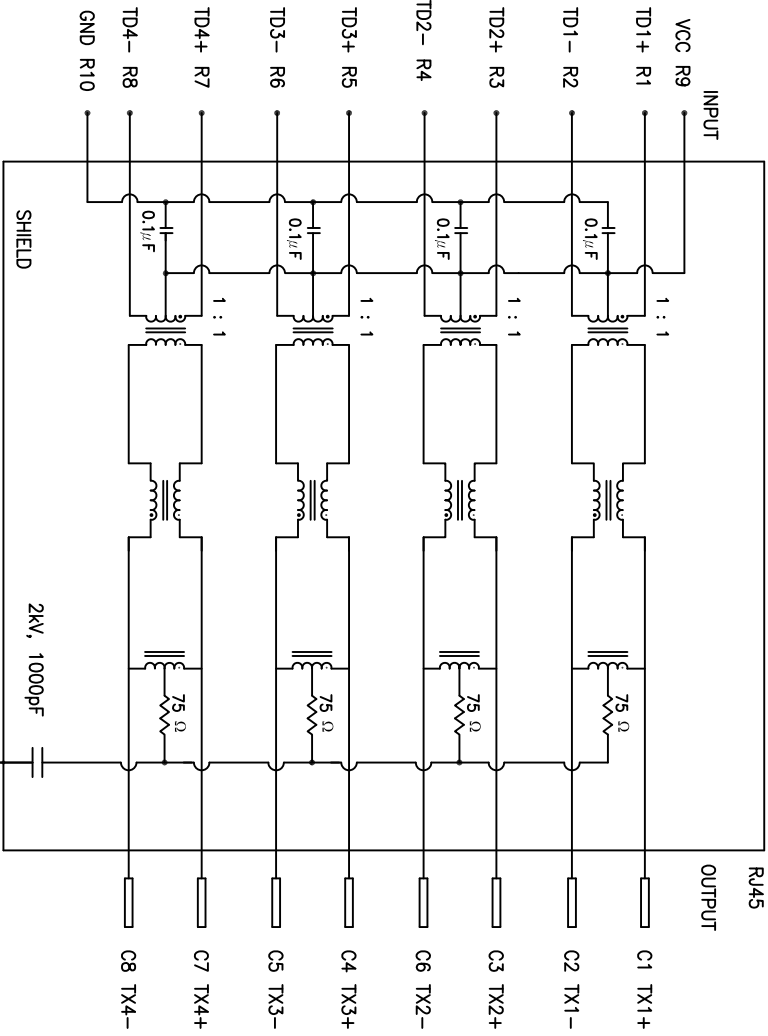 INPUT
RJ45
OUTPUT
VCC R9
TD1+ R1
1 : 1
0.1µF
75 Ω
C1 TX1+
TD1- R2
C2 TX1-
TD2+ R3
1 : 1
0.1µF
75 Ω
C3 TX2+
TD2- R4
C6 TX2-
TD3+ R5
1 : 1
0.1µF
75 Ω
C4 TX3+
TD3- R6
C5 TX3-
TD4+ R7
1 : 1
0.1µF
75 Ω
C7 TX4+
TD4- R8
C8 TX4-
GND R10
2kV, 1000pF
SHIELD